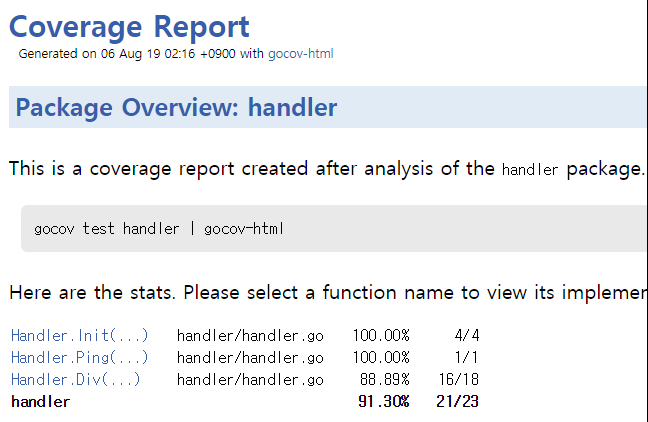 Coverage Report
Generated on 06 Aug 19 02:16 +0900 with gocov-html
Package Overview: handler
This is a coverage report created after analysis of the handler package.
gocov test handler | gocov-html
Here are the stats. Please select a function name to view its implemen
Handler.Init(...) handler/handler.go 100.00% 4/4
Handler.Ping(...) handler/handler.go 100.00% 1/1
Handler.Div(...) handler/handler.go 88.89% 16/18
handler 91.30% 21/23